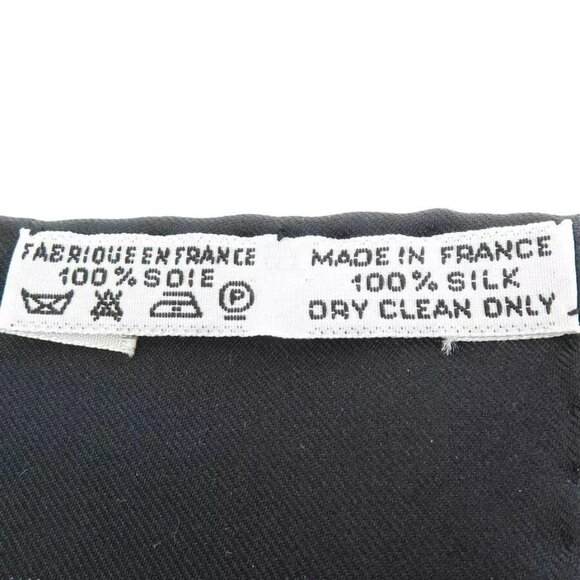 FABRIQUE EN FRANCE
100% SOIE
P
MADE IN FRANCE
100% SILK
DRY CLEAN ONLY